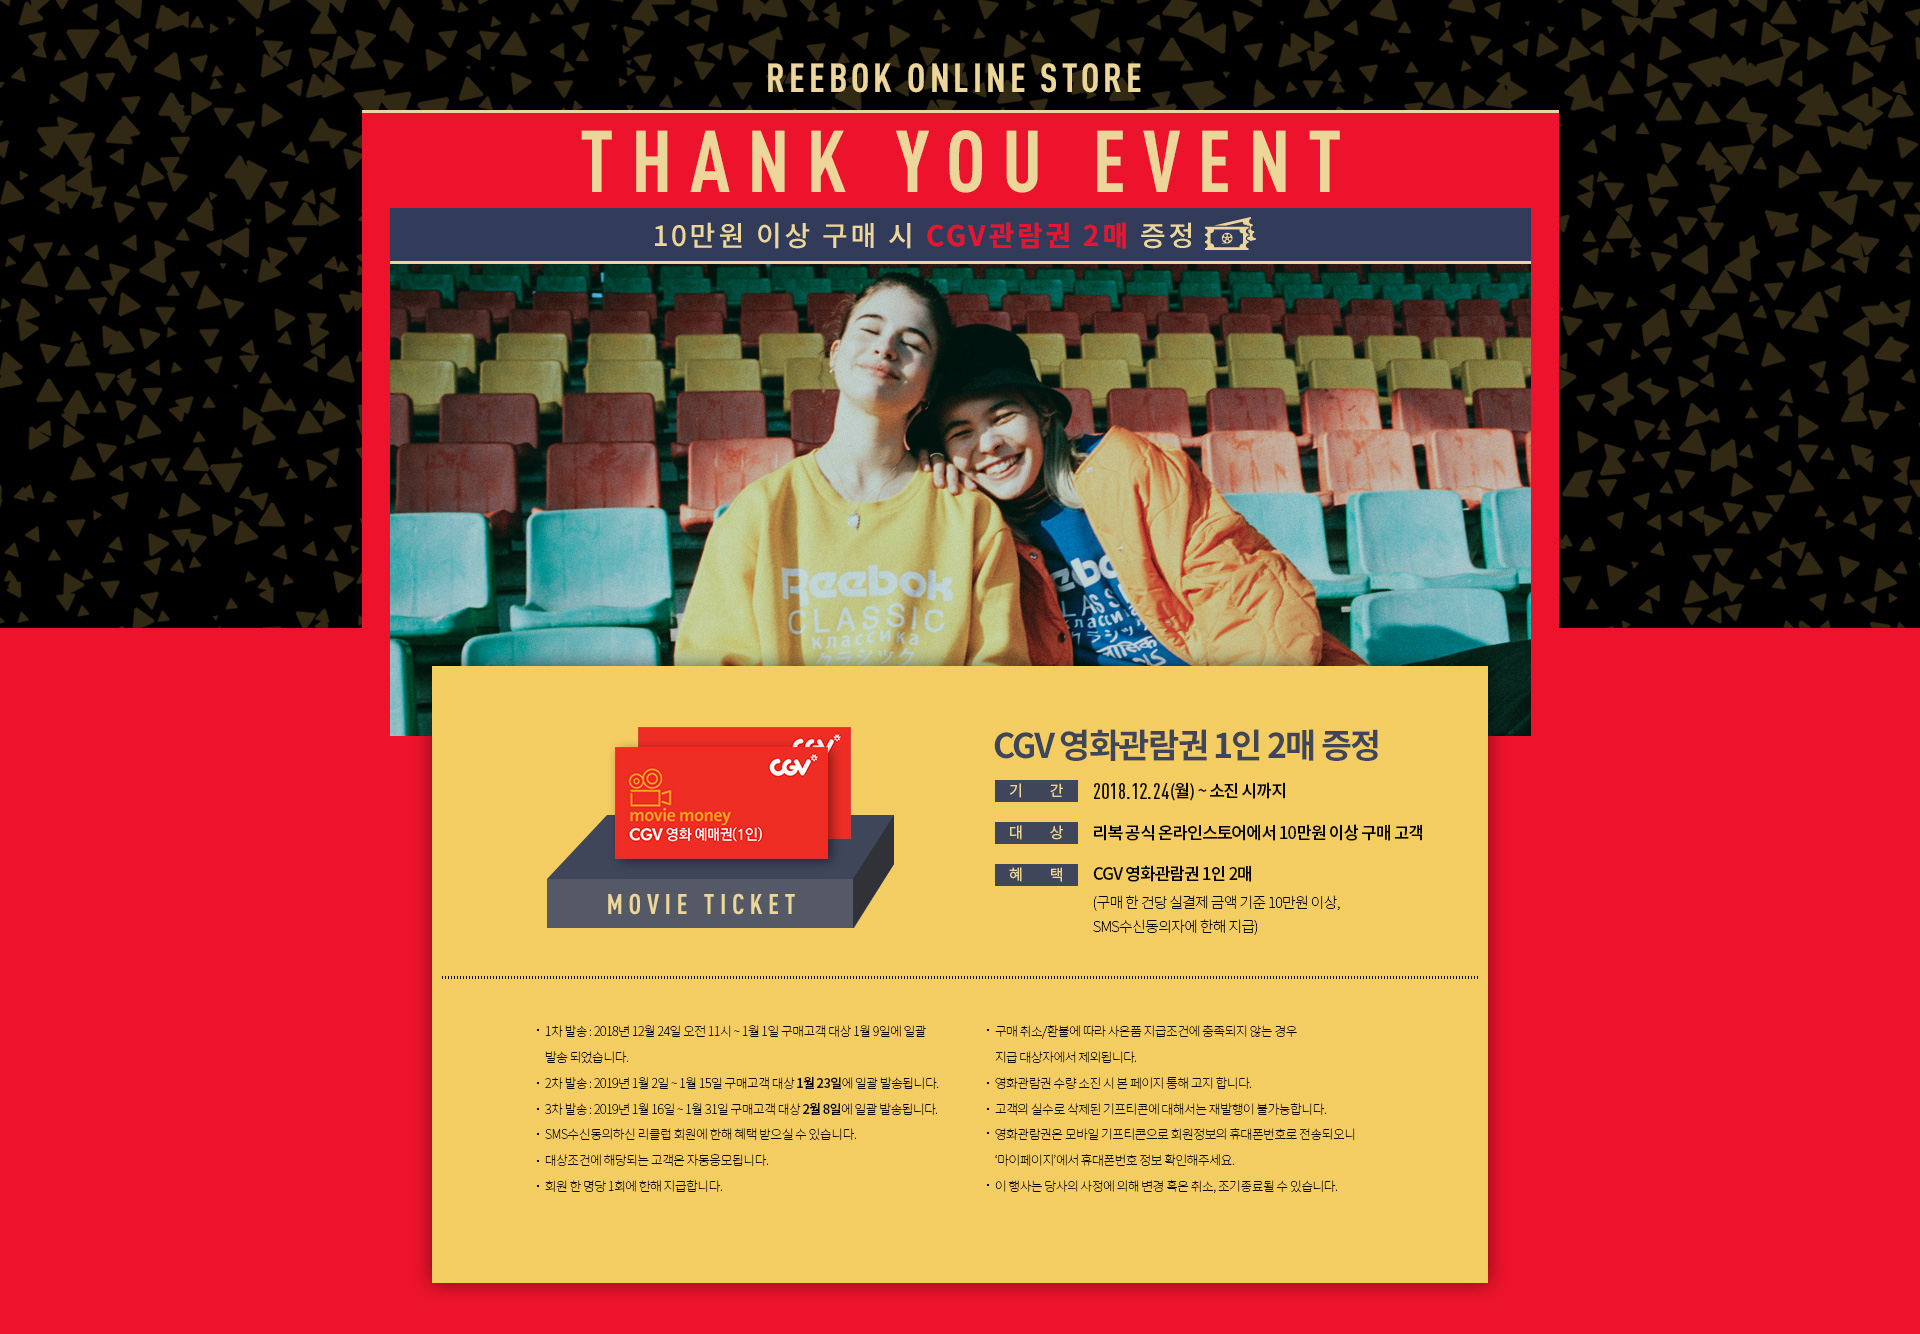 REEBOK ONLINE STORE
THANK YOU EVENT
10만원 이상 구매 시 CGV관람권 2매 증정
Reebok
CLASSIC
классика
クラシック
ebo
LASS
ласси
ラシッ
CGV
CGV
movie money
CGV 영화 예매권(1인)
MOVIE TICKET
CGV 영화관람권 1인 2매 증정
기 간 2018.12.24(월) ~ 소진 시까지
대 상 리복 공식 온라인스토어에서 10만원 이상 구매 고객
혜 택 CGV 영화관람권 1인 2매
(구매 한 건당 실결제 금액 기준 10만원 이상,
SMS수신동의자에 한해 지급)
· 1차 발송 : 2018년 12월 24일 오전 11시 ~ 1월 1일 구매고객 대상 1월 9일에 일괄
발송 되었습니다.
· 2차 발송 : 2019년 1월 2일 ~ 1월 15일 구매고객 대상 1월 23일에 일괄 발송됩니다.
· 3차 발송 : 2019년 1월 16일 ~ 1월 31일 구매고객 대상 2월 8일에 일괄 발송됩니다.
· SMS수신동의하신 리클럽 회원에 한해 혜택 받으실 수 있습니다.
· 대상조건에 해당되는 고객은 자동응모됩니다.
· 회원 한 명당 1회에 한해 지급합니다.
· 구매 취소/환불에 따라 사은품 지급조건에 충족되지 않는 경우
지급 대상자에서 제외됩니다.
· 영화관람권 수량 소진 시 본 페이지 통해 고지 합니다.
· 고객의 실수로 삭제된 기프티콘에 대해서는 재발행이 불가능합니다.
· 영화관람권은 모바일 기프티콘으로 회원정보의 휴대폰번호로 전송되오니
‘마이페이지’에서 휴대폰번호 정보 확인해주세요.
· 이 행사는 당사의 사정에 의해 변경 혹은 취소, 조기종료될 수 있습니다.